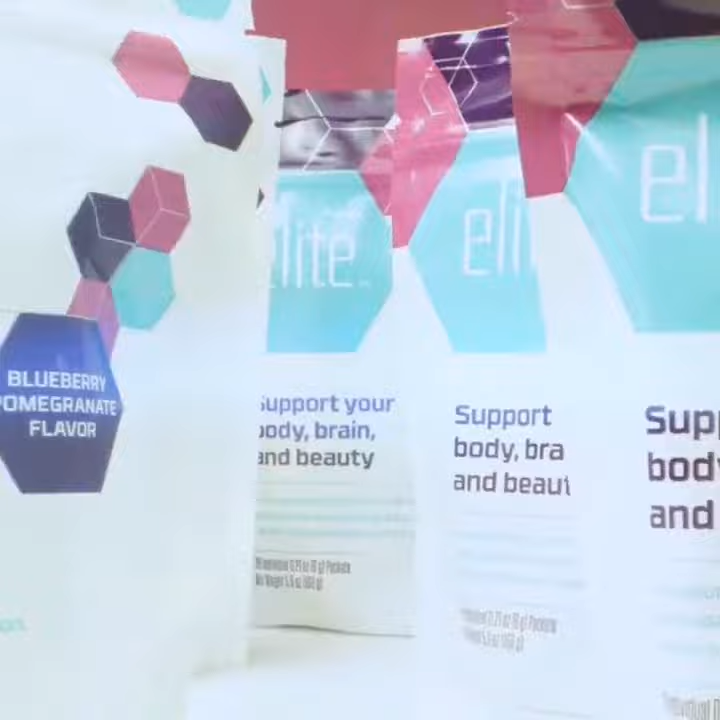 BLUEBERRY
POMEGRANATE
FLAVOR
elite
Support your
body, brain,
and beauty
eli
Support
body, bra
and beaut
el
Supp
body
and